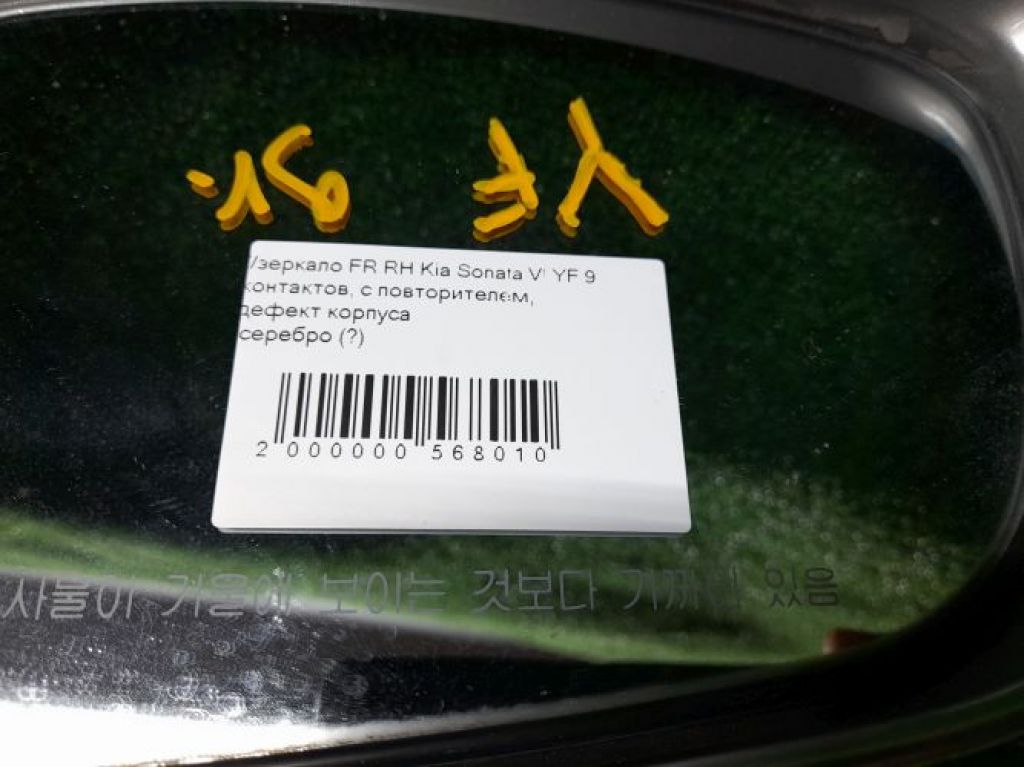 YF
/зеркало FR RH Kia Sonata VI YF 9
контактов, с повторителем,
дефект корпуса
серебро (?)
2 000000 568010
사물이 거울에 보이는 것보다 가까이 있음